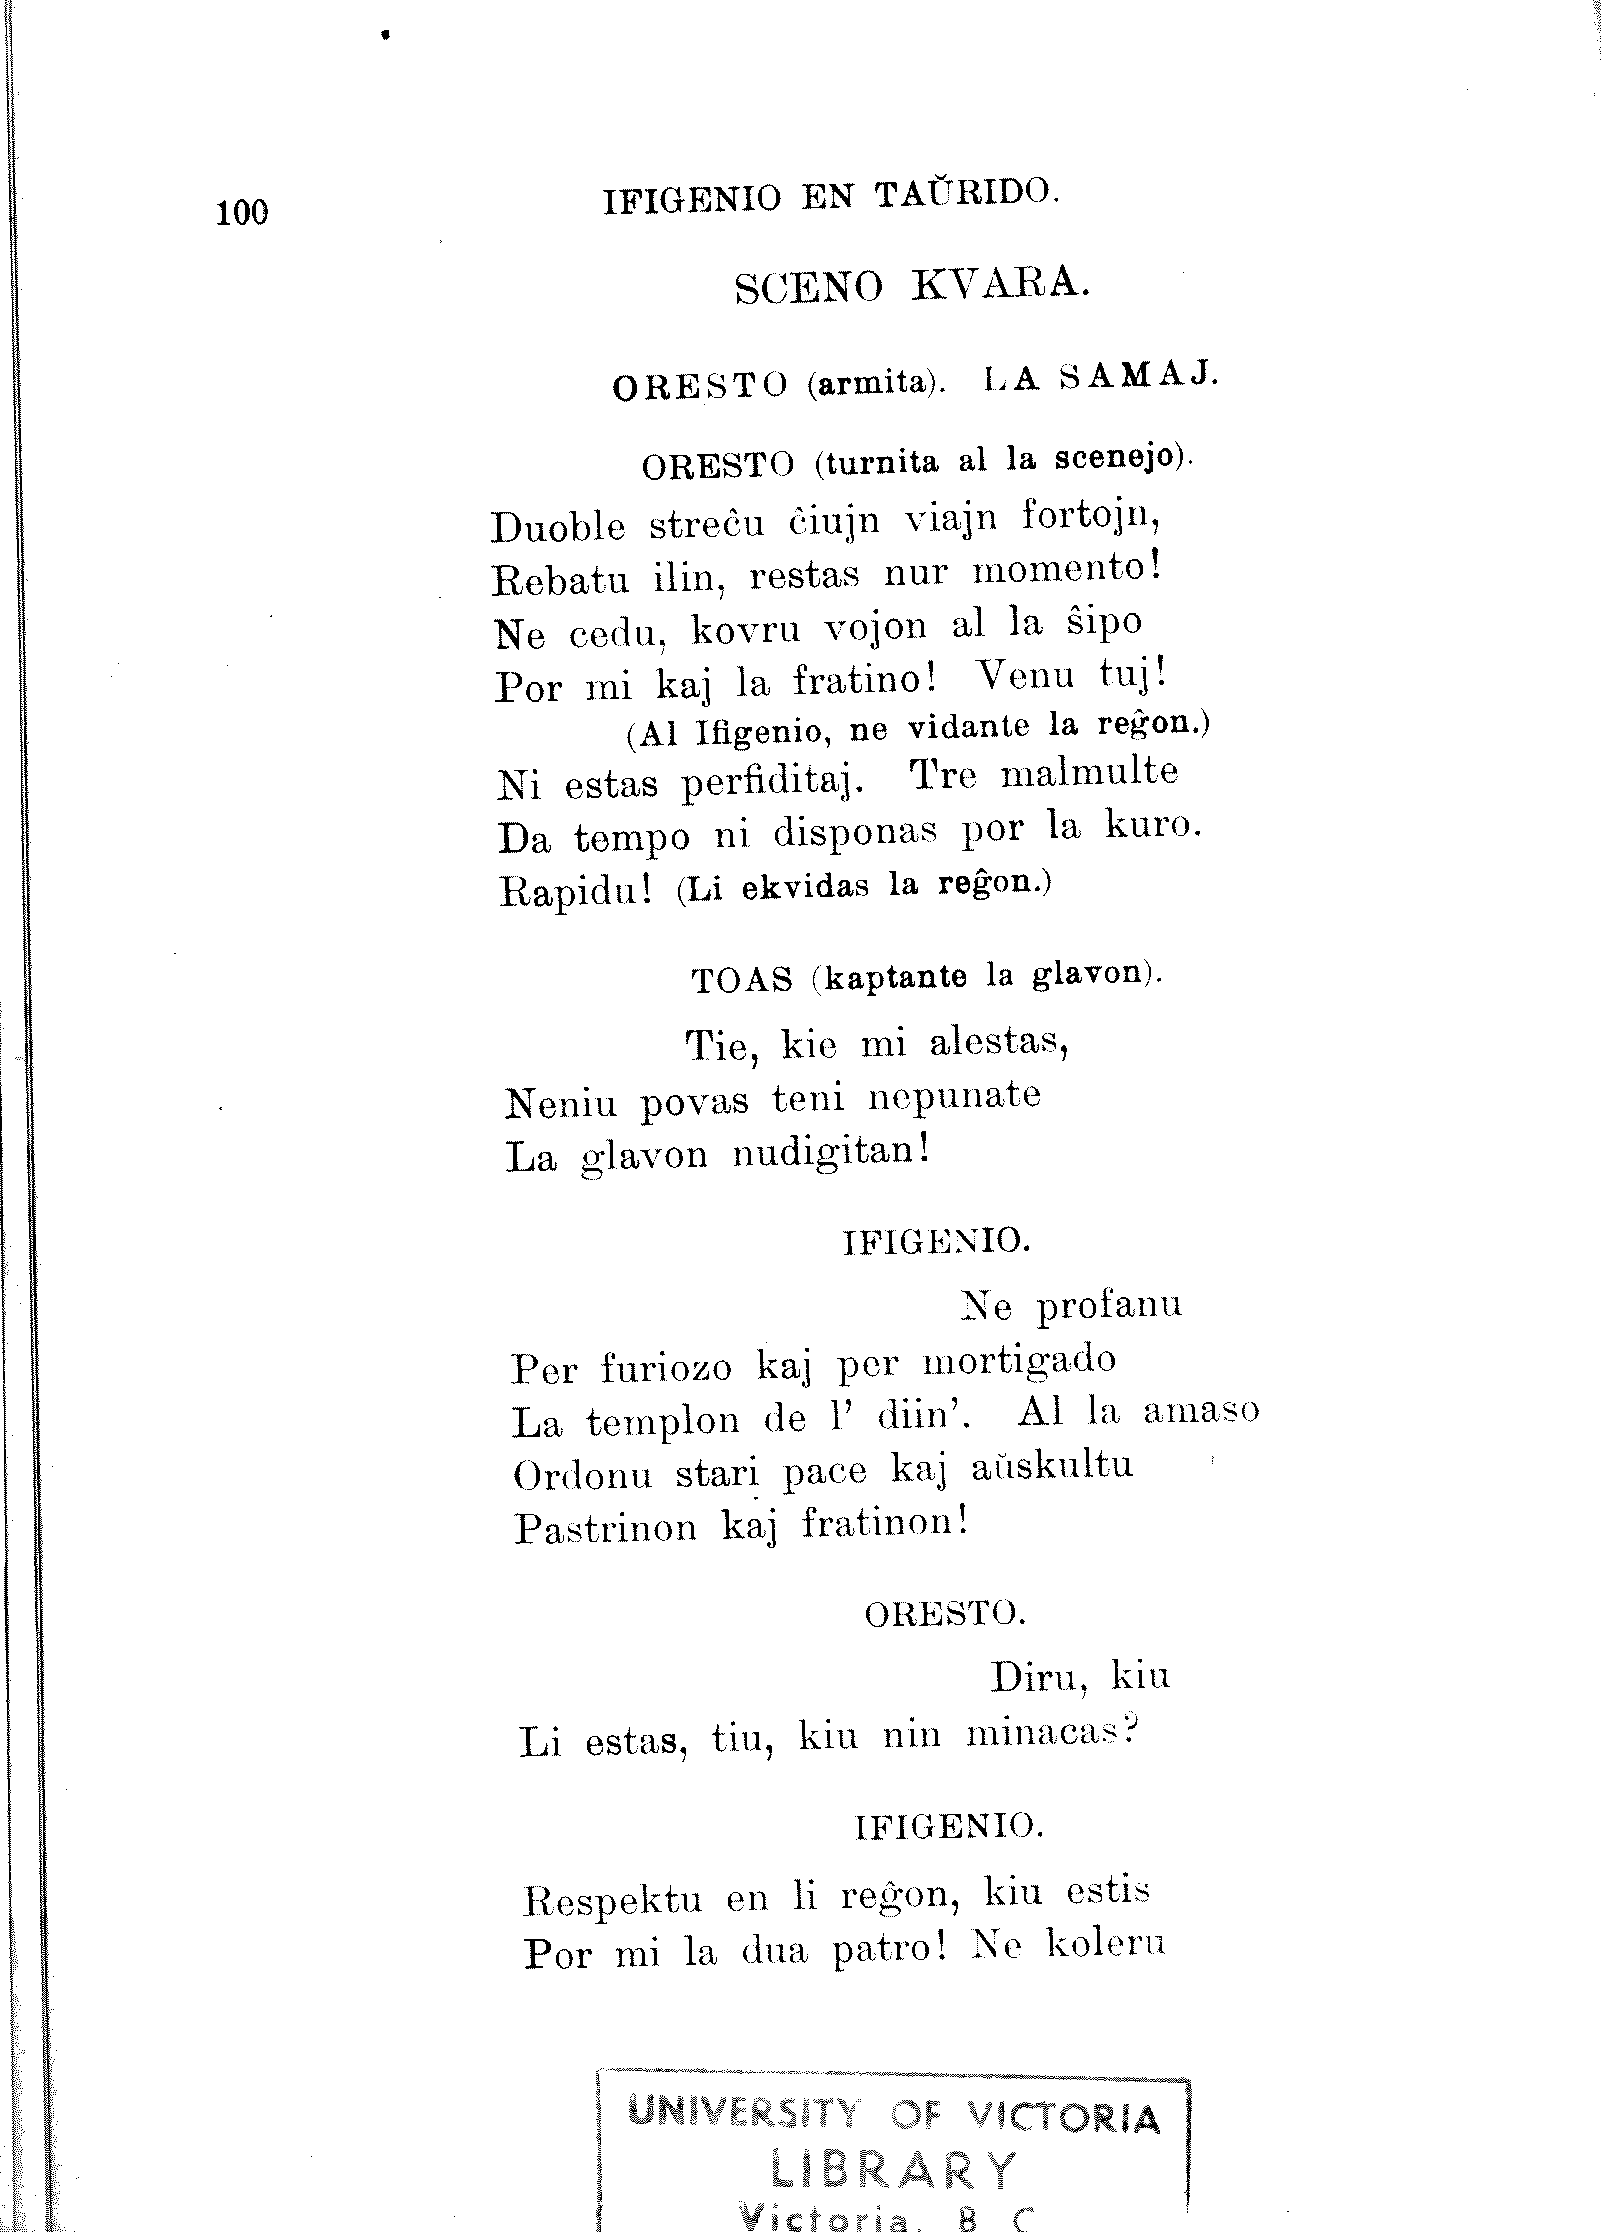 100
IFIGENIO EN TAŬRIDO.
SCENO KVARA.
ORESTO (armita). LA SAMAJ.
ORESTO (turnita al la scenejo).
Duoble streĉu ĉiujn viajn fortojn,
Rebatu ilin, restas nur momento!
Ne cedu, kovru vojon al la ŝipo
Por mi kaj la fratino! Venu tuj!
(Al Ifigenio, ne vidante la reĝon.)
Ni estas perfiditaj. Tre malmulte
Da tempo ni disponas por la kuro.
Rapidu! (Li ekvidas la reĝon.)
TOAS (kaptante la glavon).
Tie, kie mi alestas,
Neniu povas teni nepunate
La glavon nudigitan!
IFIGENIO.
Ne profanu
Per furiozo kaj per mortigado
La templon de l' diin'. Al la amaso
Ordonu stari pace kaj aŭskultu
Pastrinon kaj fratinon!
ORESTO.
Diru, kiu
Li estas, tiu, kiu nin minacas?
IFIGENIO.
Respektu en li reĝon, kiu estis
Por mi la dua patro! Ne koleru
UNIVERSITY OF VICTORIA
LIBRARY
Victoria, B C